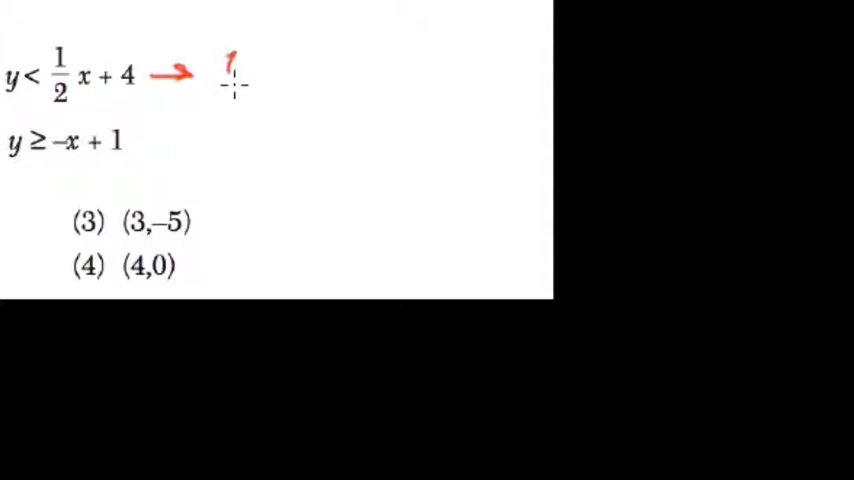 y < 1/2 x + 4 →
y ≥ –x + 1
(3) (3,–5)
(4) (4,0)